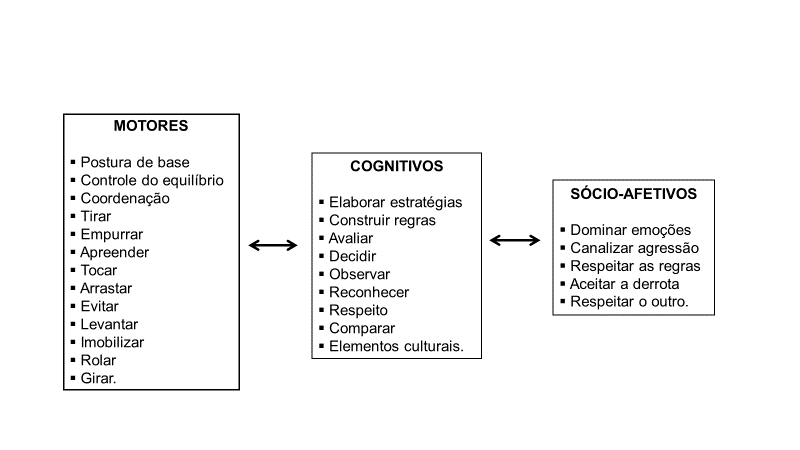 MOTORES
▪ Postura de base
▪ Controle do equilíbrio
▪ Coordenação
▪ Tirar
▪ Empurrar
▪ Apreender
▪ Tocar
▪ Arrastar
▪ Evitar
▪ Levantar
▪ Imobilizar
▪ Rolar
▪ Girar.
COGNITIVOS
▪ Elaborar estratégias
▪ Construir regras
▪ Avaliar
▪ Decidir
▪ Observar
▪ Reconhecer
▪ Respeito
▪ Comparar
▪ Elementos culturais.
SÓCIO-AFETIVOS
▪ Dominar emoções
▪ Canalizar agressão
▪ Respeitar as regras
▪ Aceitar a derrota
▪ Respeitar o outro.